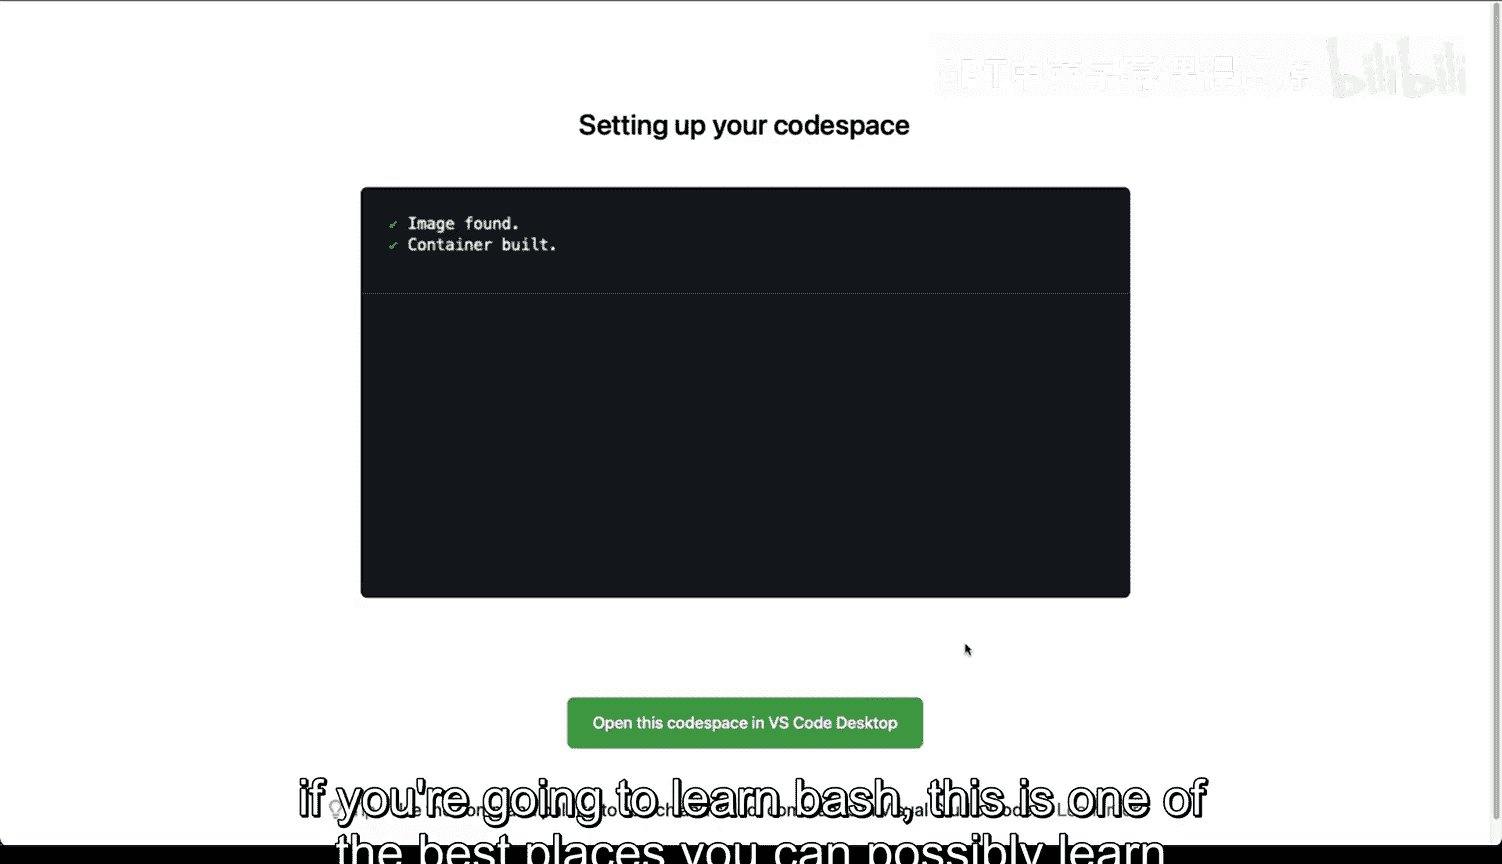 bilibili
Setting up your codespace
✓ Image found.
✓ Container built.
Open this codespace in VS Code Desktop
if you're going to learn bash, this is one of
the best places you can possibly learn